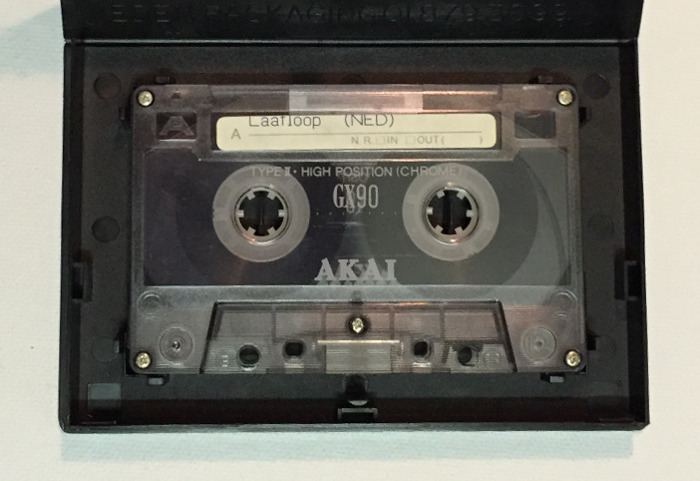 Laafloop (NED)
A
N.R. □IN □OUT( )
TYPE II • HIGH POSITION (CHROME)
GX90
AKAI